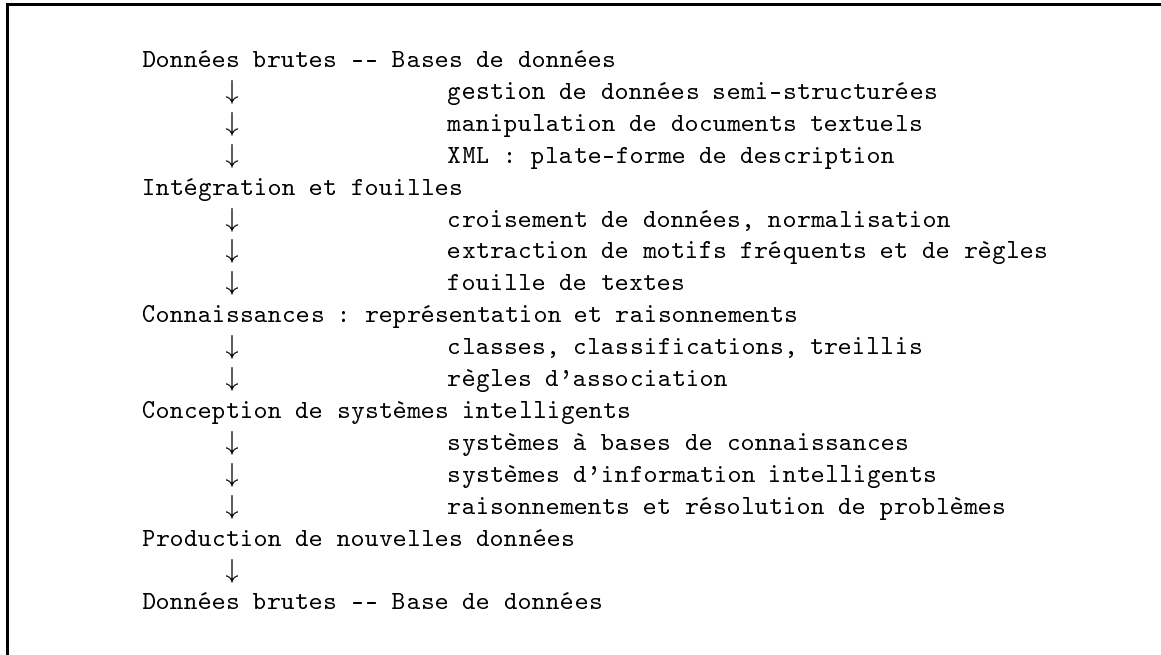 Données brutes -- Bases de données
↓ gestion de données semi-structurées
↓ manipulation de documents textuels
↓ XML : plate-forme de description
Intégration et fouilles
↓ croisement de données, normalisation
↓ extraction de motifs fréquents et de règles
↓ fouille de textes
Connaissances : représentation et raisonnements
↓ classes, classifications, treillis
↓ règles d'association
Conception de systèmes intelligents
↓ systèmes à bases de connaissances
↓ systèmes d'information intelligents
↓ raisonnements et résolution de problèmes
Production de nouvelles données
↓
Données brutes -- Base de données